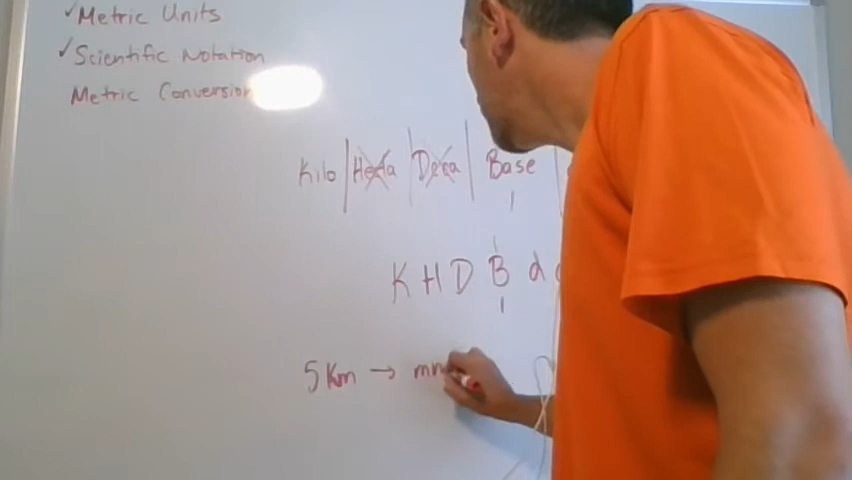 ✓Metric Units
✓Scientific Notation
Metric Conversion
Kilo | Hecta | Deca | Base |
1
K H D B d
1
5 Km → mm